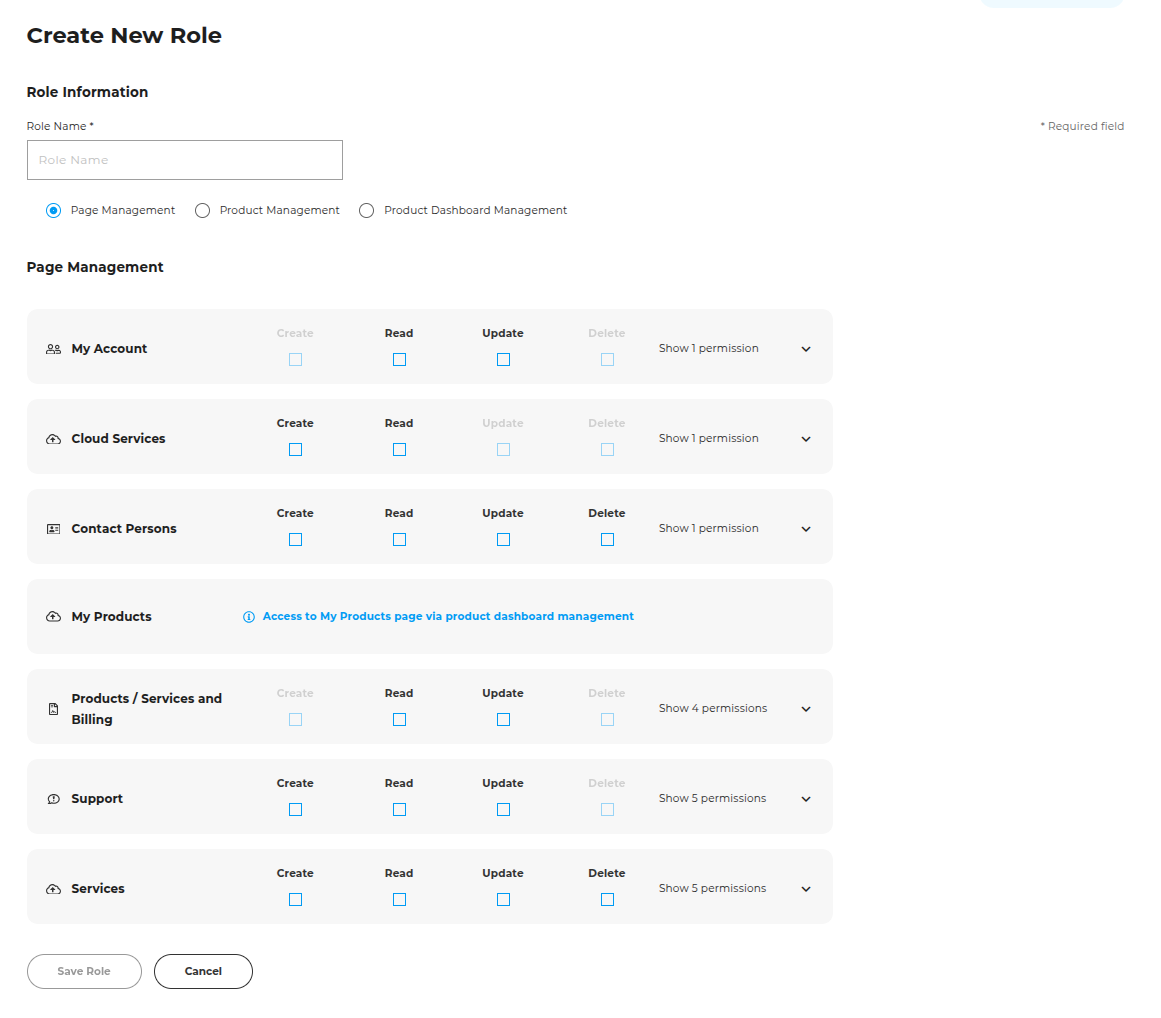 Create New Role
Role Information
Role Name *
* Required field
Role Name
Page Management
Product Management
Product Dashboard Management
Page Management
My Account
Create
Read
Update
Delete
Show 1 permission
Cloud Services
Create
Read
Update
Delete
Show 1 permission
Contact Persons
Create
Read
Update
Delete
Show 1 permission
My Products
Access to My Products page via product dashboard management
Products / Services and
Billing
Create
Read
Update
Delete
Show 4 permissions
Support
Create
Read
Update
Delete
Show 5 permissions
Services
Create
Read
Update
Delete
Show 5 permissions
Save Role
Cancel